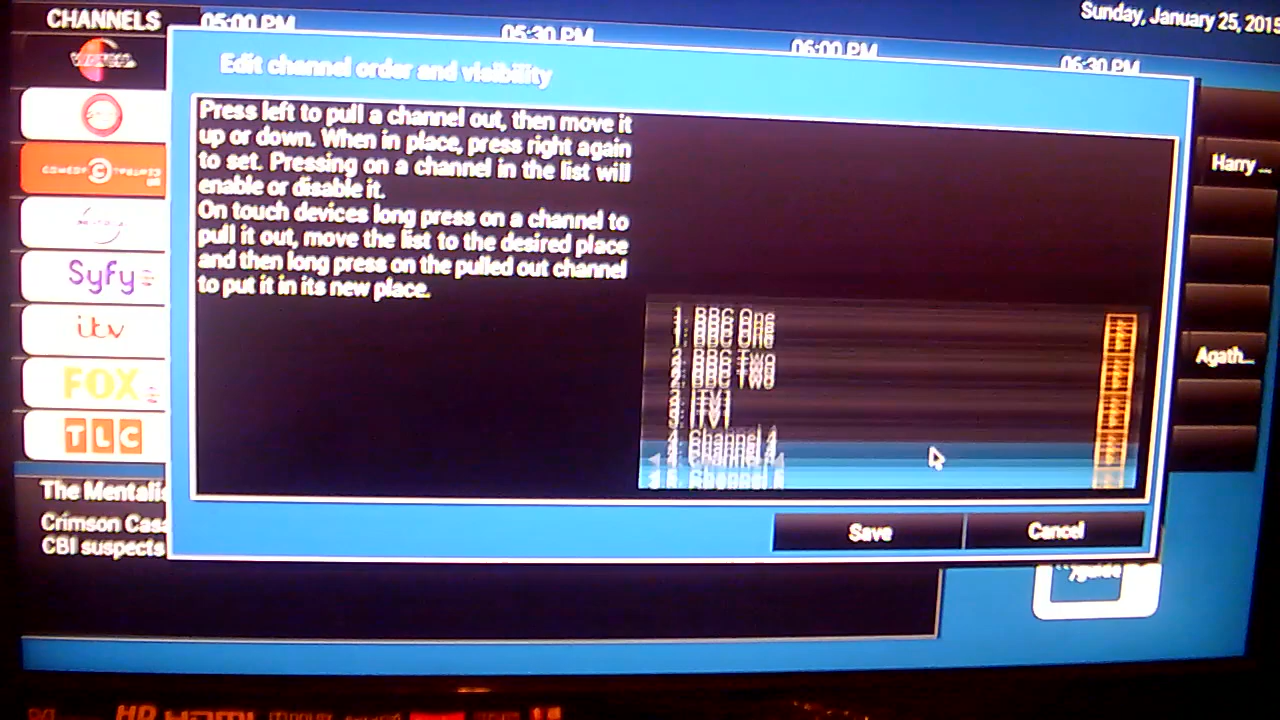 CHANNELS
05:00 PM
05:30 PM
06:00 PM
06:30 PM
Sunday, January 25, 2015
Edit channel order and visibility
Press left to pull a channel out, then move it
up or down. When in place, press right again
to set. Pressing on a channel in the list will
enable or disable it.
On touch devices long press on a channel to
pull it out, move the list to the desired place
and then long press on the pulled out channel
to put it in its new place.
1. BBC One
2. BBC Two
3. ITV1
4. Channel 4
Save
Cancel
COMEDY CENTRAL
Syfy
itv
FOX
TLC
Harry ...
Agath...
The Mentalis
Crimson Casa
CBI suspects
HD HDMI